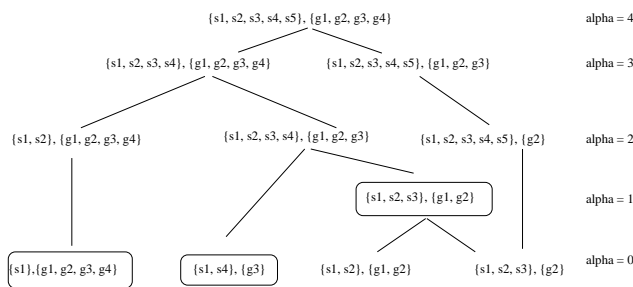 {s1, s2, s3, s4, s5}, {g1, g2, g3, g4} alpha = 4
{s1, s2, s3, s4}, {g1, g2, g3, g4} {s1, s2, s3, s4, s5}, {g1, g2, g3} alpha = 3
{s1, s2}, {g1, g2, g3, g4} {s1, s2, s3, s4}, {g1, g2, g3} {s1, s2, s3, s4, s5}, {g2} alpha = 2
{s1, s2, s3}, {g1, g2} alpha = 1
{s1},{g1, g2, g3, g4} {s1, s4}, {g3} {s1, s2}, {g1, g2} {s1, s2, s3}, {g2} alpha = 0